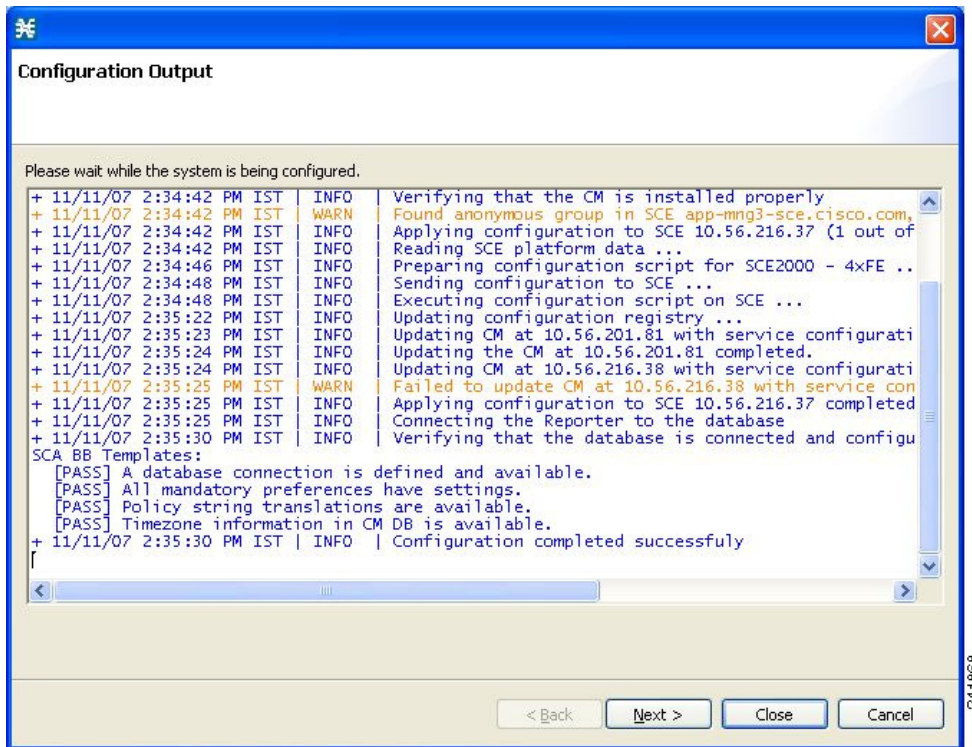 Configuration Output
Please wait while the system is being configured.
+ 11/11/07 2:34:42 PM IST | INFO | Verifying that the CM is installed properly
+ 11/11/07 2:34:42 PM IST | WARN | Found anonymous group in SCE app-mng3-sce.cisco.com,
+ 11/11/07 2:34:42 PM IST | INFO | Applying configuration to SCE 10.56.216.37 (1 out of
+ 11/11/07 2:34:42 PM IST | INFO | Reading SCE platform data ...
+ 11/11/07 2:34:46 PM IST | INFO | Preparing configuration script for SCE2000 - 4xFE ..
+ 11/11/07 2:34:48 PM IST | INFO | Sending configuration to SCE ...
+ 11/11/07 2:34:48 PM IST | INFO | Executing configuration script on SCE ...
+ 11/11/07 2:35:22 PM IST | INFO | Updating configuration registry ...
+ 11/11/07 2:35:23 PM IST | INFO | Updating CM at 10.56.201.81 with service configurati
+ 11/11/07 2:35:24 PM IST | INFO | Updating the CM at 10.56.201.81 completed.
+ 11/11/07 2:35:24 PM IST | INFO | Updating CM at 10.56.216.38 with service configurati
+ 11/11/07 2:35:25 PM IST | WARN | Failed to update CM at 10.56.216.38 with service con
+ 11/11/07 2:35:25 PM IST | INFO | Applying configuration to SCE 10.56.216.37 completed
+ 11/11/07 2:35:25 PM IST | INFO | Connecting the Reporter to the database
+ 11/11/07 2:35:30 PM IST | INFO | Verifying that the database is connected and configu
SCA BB Templates:
[PASS] A database connection is defined and available.
[PASS] All mandatory preferences have settings.
[PASS] Policy string translations are available.
[PASS] Timezone information in CM DB is available.
+ 11/11/07 2:35:30 PM IST | INFO | Configuration completed successfuly
< Back Next > Close Cancel